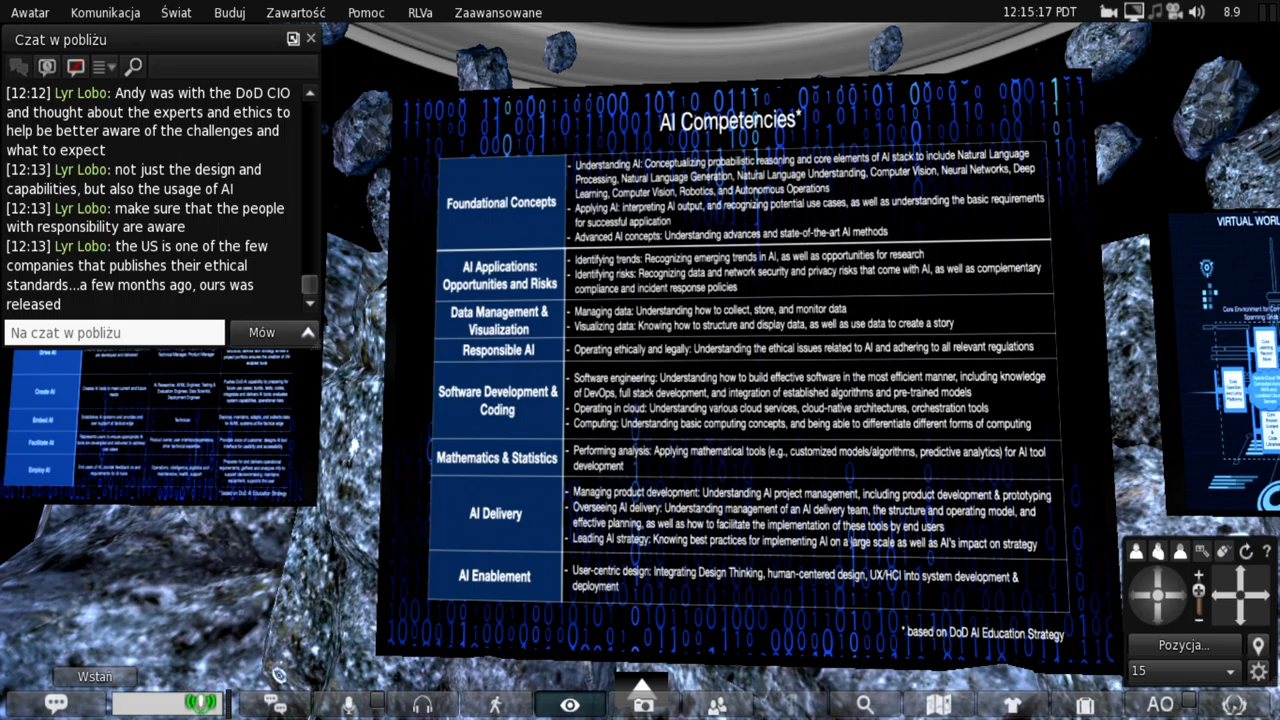 Awatar Komunikacja Świat Buduj Zawartość Pomoc RLVa Zaawansowane 12:15:17 PDT 8.9
Czat w pobliżu
[12:12] Lyr Lobo: Andy was with the DoD CIO
and thought about the experts and ethics to
help be better aware of the challenges and
what to expect
[12:13] Lyr Lobo: not just the design and
capabilities, but also the usage of AI
[12:13] Lyr Lobo: make sure that the people
with responsibility are aware
[12:13] Lyr Lobo: the US is one of the few
companies that publishes their ethical
standards...a few months ago, ours was
released
Na czat w pobliżu Mów
Create AI
Embed AI
Technician
Facilitate AI
Employ AI
*based on DoD AI Education Strategy
AI Competencies*
Foundational Concepts
- Understanding AI: Conceptualizing probabilistic reasoning and core elements of AI stack to include Natural Language
Processing, Natural Language Generation, Natural Language Understanding, Computer Vision, Neural Networks, Deep
Learning, Computer Vision, Robotics, and Autonomous Operations
- Applying AI: interpreting AI output, and recognizing potential use cases, as well as understanding the basic requirements
for successful application
- Advanced AI concepts: Understanding advances and state-of-the-art AI methods
AI Applications:
Opportunities and Risks
- Identifying trends: Recognizing emerging trends in AI, as well as opportunities for research
- Identifying risks: Recognizing data and network security and privacy risks that come with AI, as well as complementary
compliance and incident response policies
Data Management &
Visualization
- Managing data: Understanding how to collect, store, and monitor data
Visualizing data: Knowing how to structure and display data, as well as use data to create a story
Responsible AI
Operating ethically and legally: Understanding the ethical issues related to AI and adhering to all relevant regulations
Software Development &
Coding
- Software engineering: Understanding how to build effective software in the most efficient manner, including knowledge
of DevOps, full stack development, and integration of established algorithms and pre-trained models
- Operating in cloud: Understanding various cloud services, cloud-native architectures, orchestration tools
Computing: Understanding basic computing concepts, and being able to differentiate different forms of computing
Mathematics & Statistics
Performing analysis: Applying mathematical tools (e.g., customized models/algorithms, predictive analytics) for AI tool
development
AI Delivery
- Managing product development: Understanding AI project management, including product development & prototyping
- Overseeing AI delivery: Understanding management of an AI delivery team, the structure and operating model, and
effective planning, as well as how to facilitate the implementation of these tools by end users
- Leading AI strategy: Knowing best practices for implementing AI on a large scale as well as AI's impact on strategy
AI Enablement
- User-centric design: Integrating Design Thinking, human-centered design, UX/HCI into system development &
deployment
* based on DoD AI Education Strategy
VIRTUAL WORL
Pozycja...
15
Wstań
AO